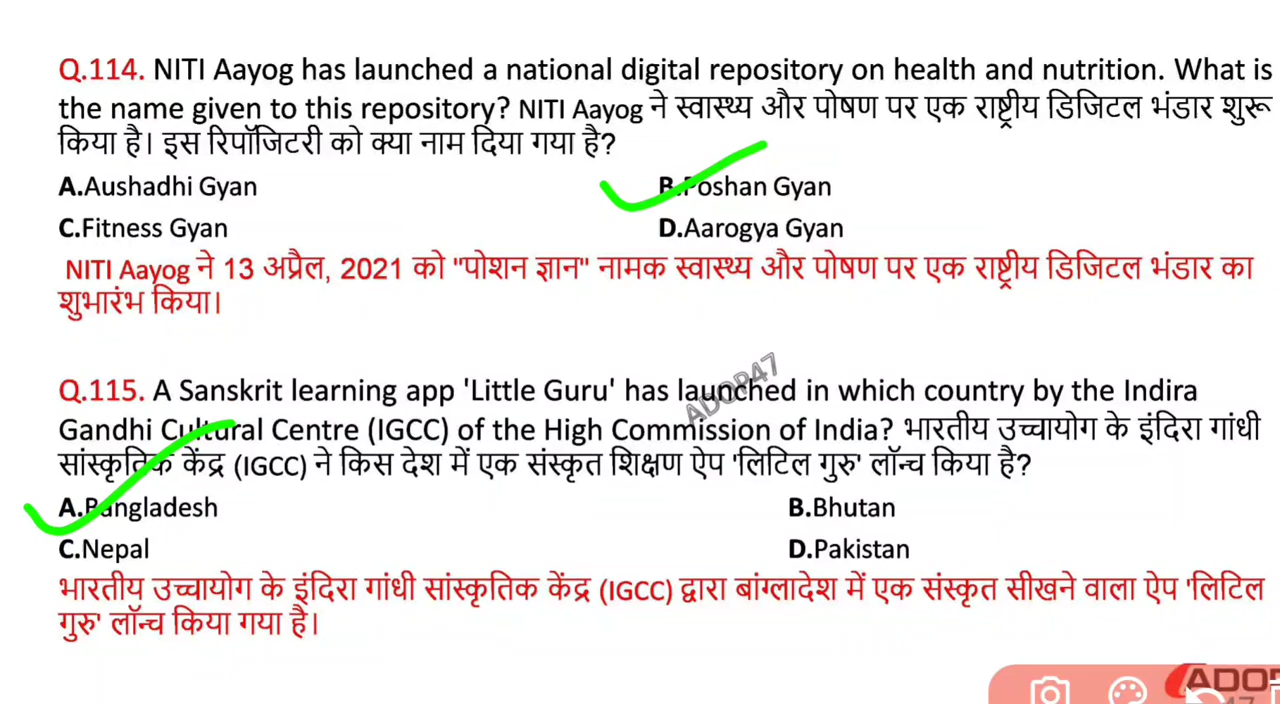 Q.114. NITI Aayog has launched a national digital repository on health and nutrition. What is
the name given to this repository? NITI Aayog ने स्वास्थ्य और पोषण पर एक राष्ट्रीय डिजिटल भंडार शुरू
किया है। इस रिपॉजिटरी को क्या नाम दिया गया है?
A.Aushadhi Gyan B.Poshan Gyan
C.Fitness Gyan D.Aarogya Gyan
NITI Aayog ने 13 अप्रैल, 2021 को "पोशन ज्ञान" नामक स्वास्थ्य और पोषण पर एक राष्ट्रीय डिजिटल भंडार का
शुभारंभ किया।
Q.115. A Sanskrit learning app 'Little Guru' has launched in which country by the Indira
Gandhi Cultural Centre (IGCC) of the High Commission of India? भारतीय उच्चायोग के इंदिरा गांधी
सांस्कृतिक केंद्र (IGCC) ने किस देश में एक संस्कृत शिक्षण ऐप 'लिटिल गुरु' लॉन्च किया है?
A.Bangladesh B.Bhutan
C.Nepal D.Pakistan
भारतीय उच्चायोग के इंदिरा गांधी सांस्कृतिक केंद्र (IGCC) द्वारा बांग्लादेश में एक संस्कृत सीखने वाला ऐप 'लिटिल
गुरु' लॉन्च किया गया है।
ADOP47